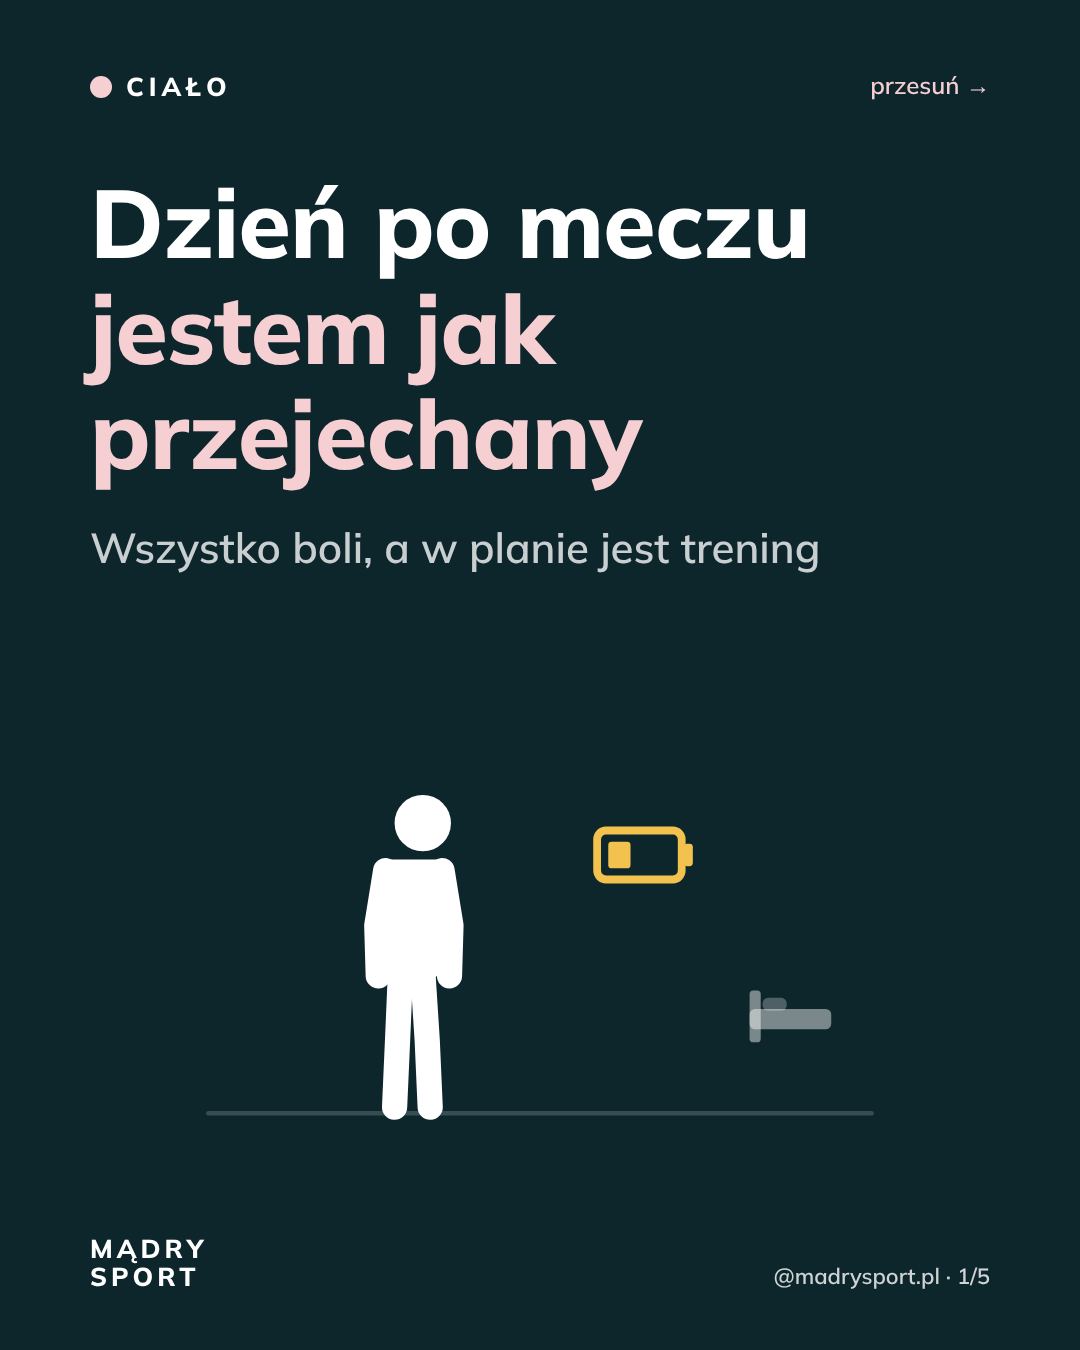 CIAŁO
przesuń →
Dzień po meczu
jestem jak
przejechany
Wszystko boli, a w planie jest trening
MĄDRY
SPORT
@madrysport.pl · 1/5